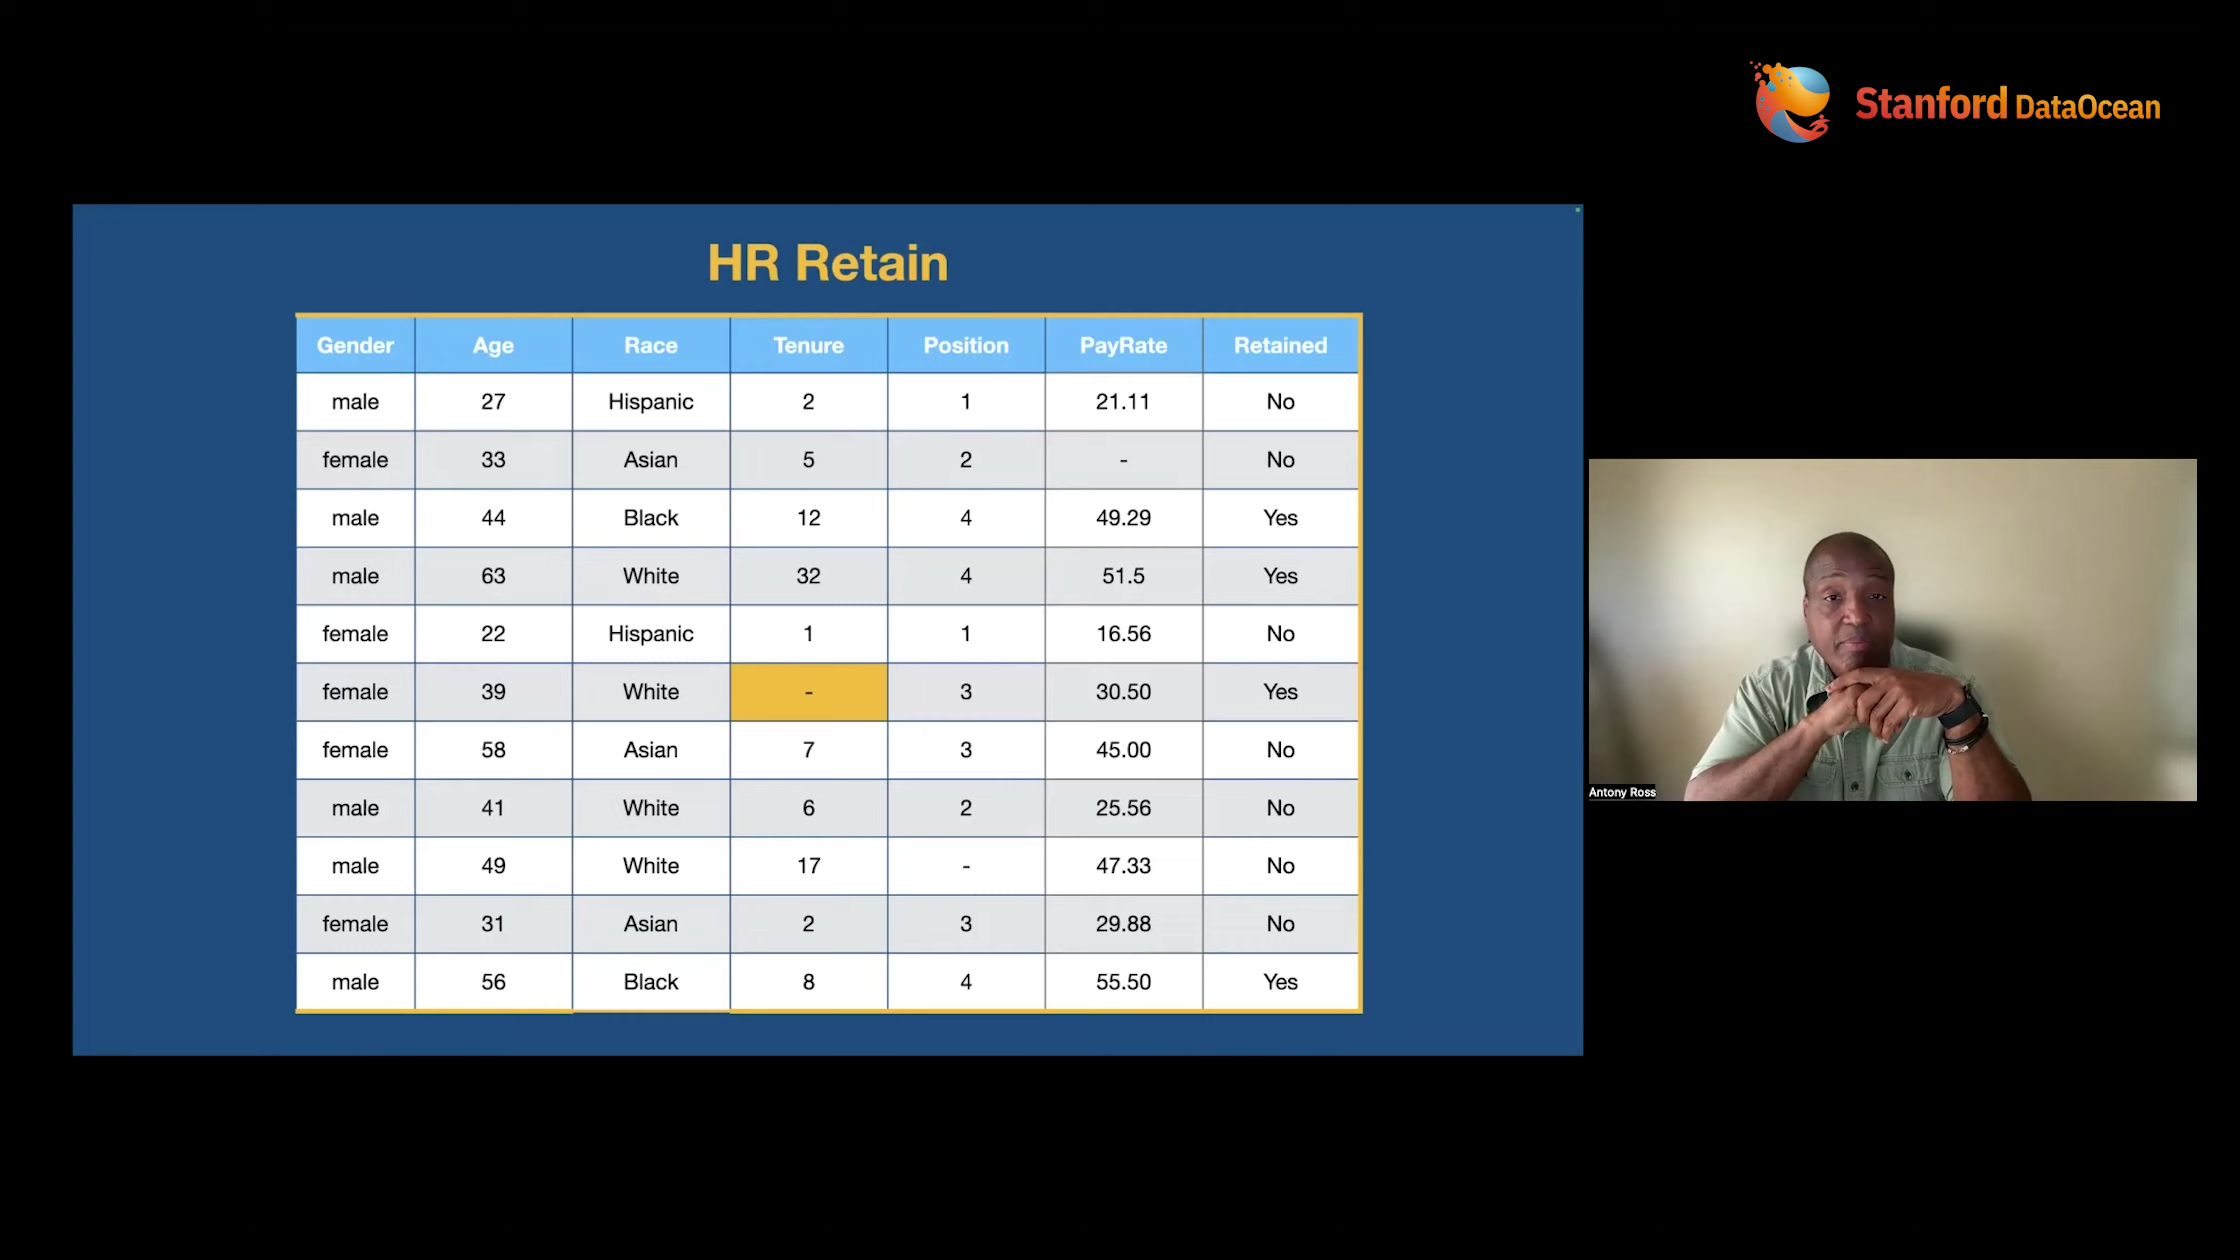 Stanford DataOcean
HR Retain
Gender Age Race Tenure Position PayRate Retained
male 27 Hispanic 2 1 21.11 No
female 33 Asian 5 2 - No
male 44 Black 12 4 49.29 Yes
male 63 White 32 4 51.5 Yes
female 22 Hispanic 1 1 16.56 No
female 39 White - 3 30.50 Yes
female 58 Asian 7 3 45.00 No
male 41 White 6 2 25.56 No
male 49 White 17 - 47.33 No
female 31 Asian 2 3 29.88 No
male 56 Black 8 4 55.50 Yes
Antony Ross